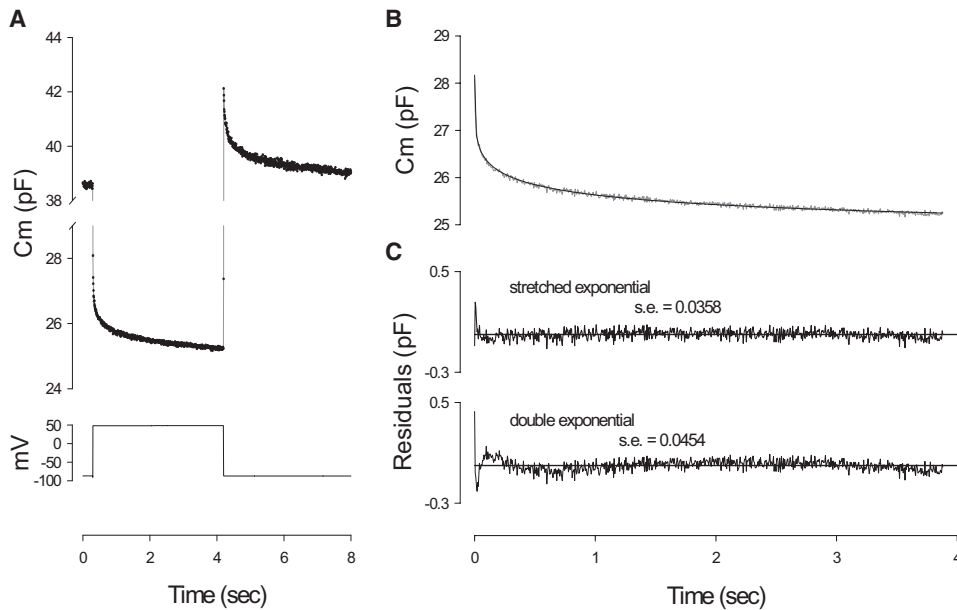 A
44
42
40
38
28
26
24
Cm (pF)
50
0
-50
-100
mV
0 2 4 6 8
Time (sec)
B
29
28
27
26
25
Cm (pF)
C
0.5
stretched exponential
s.e. = 0.0358
-0.3
0.5
double exponential
s.e. = 0.0454
-0.3
Residuals (pF)
0 1 2 3 4
Time (sec)